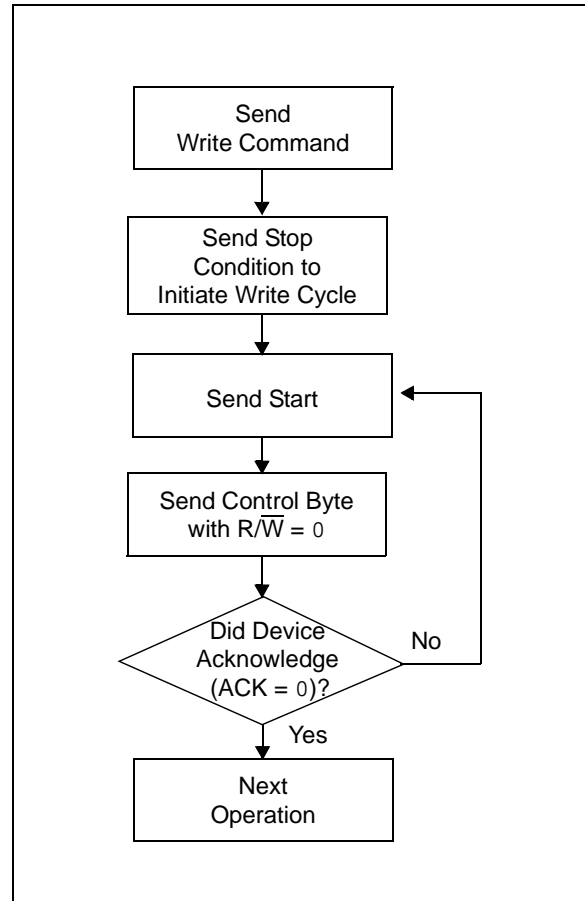 Send
Write Command
Send Stop
Condition to
Initiate Write Cycle
Send Start
Send Control Byte
with R/W̅ = 0
Did Device
Acknowledge
(ACK = 0)?
No
Yes
Next
Operation